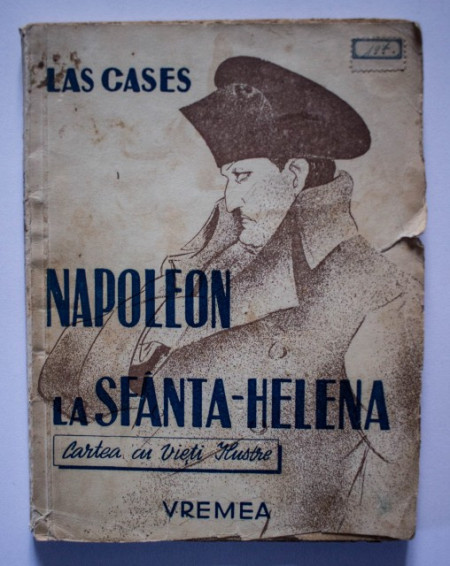 LAS CASES
NAPOLEON
LA SFÂNTA-HELENA
Cartea cu Vieți Ilustre
VREMEA